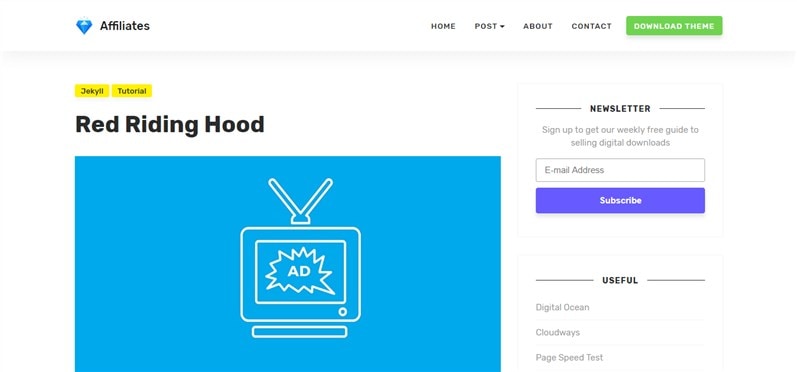 Affiliates
HOME POST ABOUT CONTACT DOWNLOAD THEME
Jekyll Tutorial
Red Riding Hood
AD
NEWSLETTER
Sign up to get our weekly free guide to
selling digital downloads
E-mail Address
Subscribe
USEFUL
Digital Ocean
Cloudways
Page Speed Test